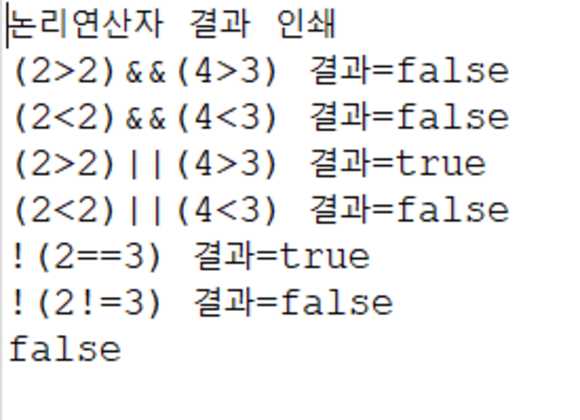 논리연산자 결과 인쇄
(2>2)&&(4>3) 결과=false
(2<2)&&(4<3) 결과=false
(2>2)||(4>3) 결과=true
(2<2)||(4<3) 결과=false
!(2==3) 결과=true
!(2!=3) 결과=false
false